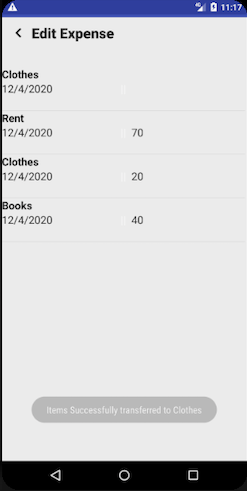 11:17
Edit Expense
Clothes
12/4/2020
Rent
12/4/2020 70
Clothes
12/4/2020 20
Books
12/4/2020 40
Items Successfully transferred to Clothes